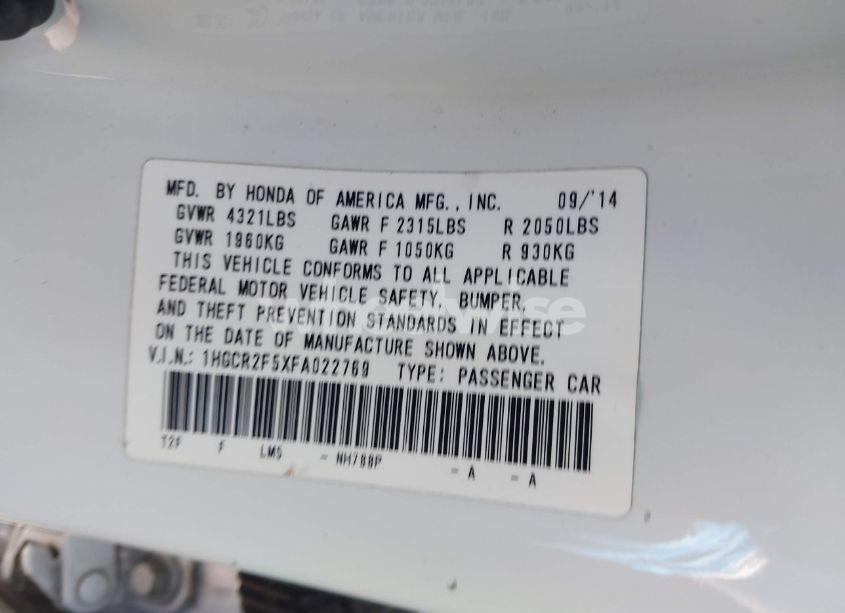 MFD. BY HONDA OF AMERICA MFG., INC. 09/'14
GVWR 4321LBS GAWR F 2315LBS R 2050LBS
GVWR 1960KG GAWR F 1050KG R 930KG
THIS VEHICLE CONFORMS TO ALL APPLICABLE
FEDERAL MOTOR VEHICLE SAFETY, BUMPER,
AND THEFT PREVENTION STANDARDS IN EFFECT
ON THE DATE OF MANUFACTURE SHOWN ABOVE.
V.I.N.: 1HGCR2F5XFA022769 TYPE: PASSENGER CAR
T2F F LM5 - NH788P - A - A